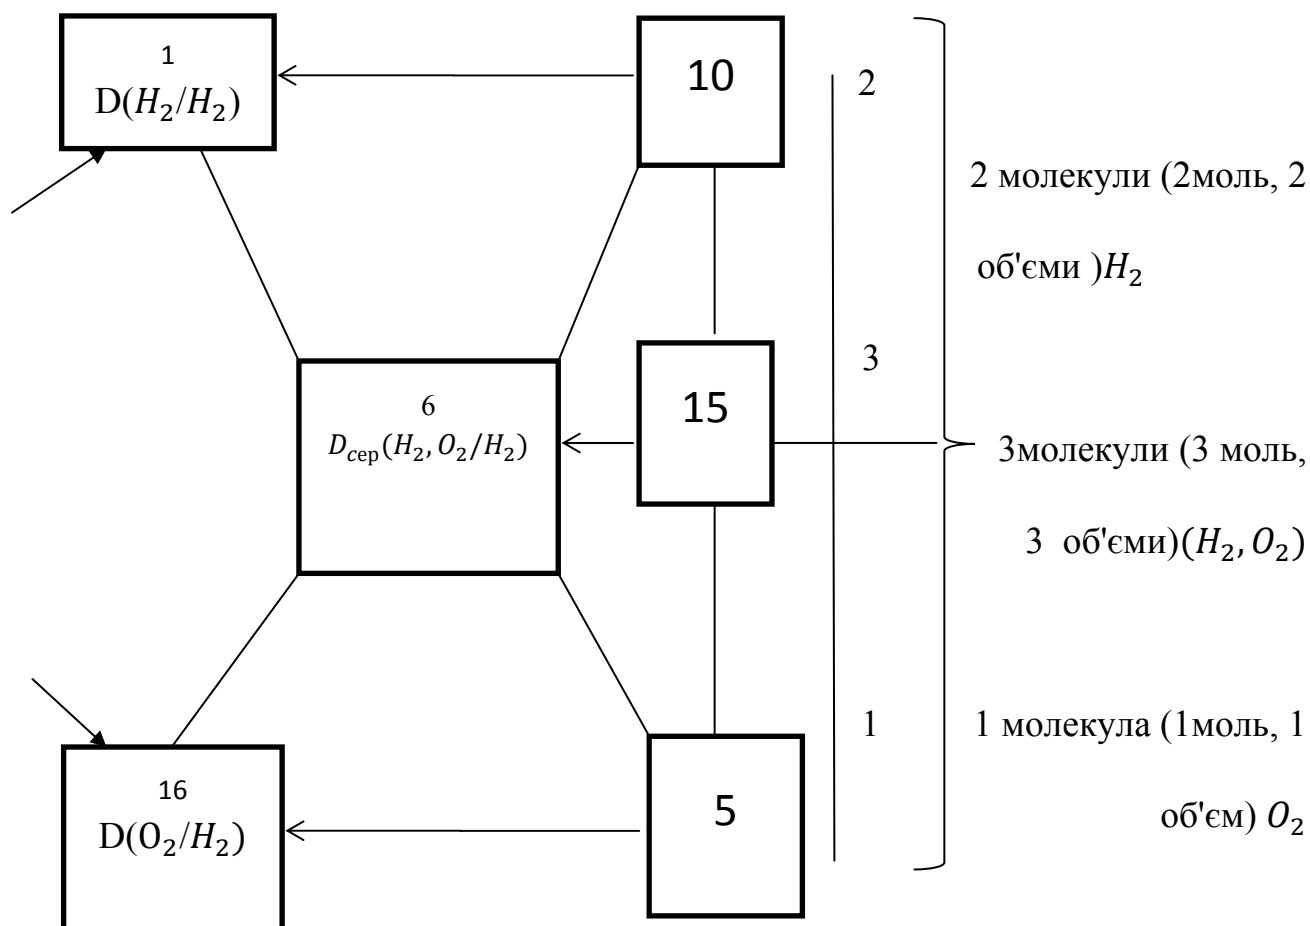 1
D(H₂/H₂)
10
2
2 молекули (2моль, 2
об'єми )H₂
6
Dсер(H₂, O₂/H₂)
15
3
3молекули (3 моль,
3 об'єми)(H₂, O₂)
16
D(O₂/H₂)
5
1
1 молекула (1моль, 1
об'єм) O₂